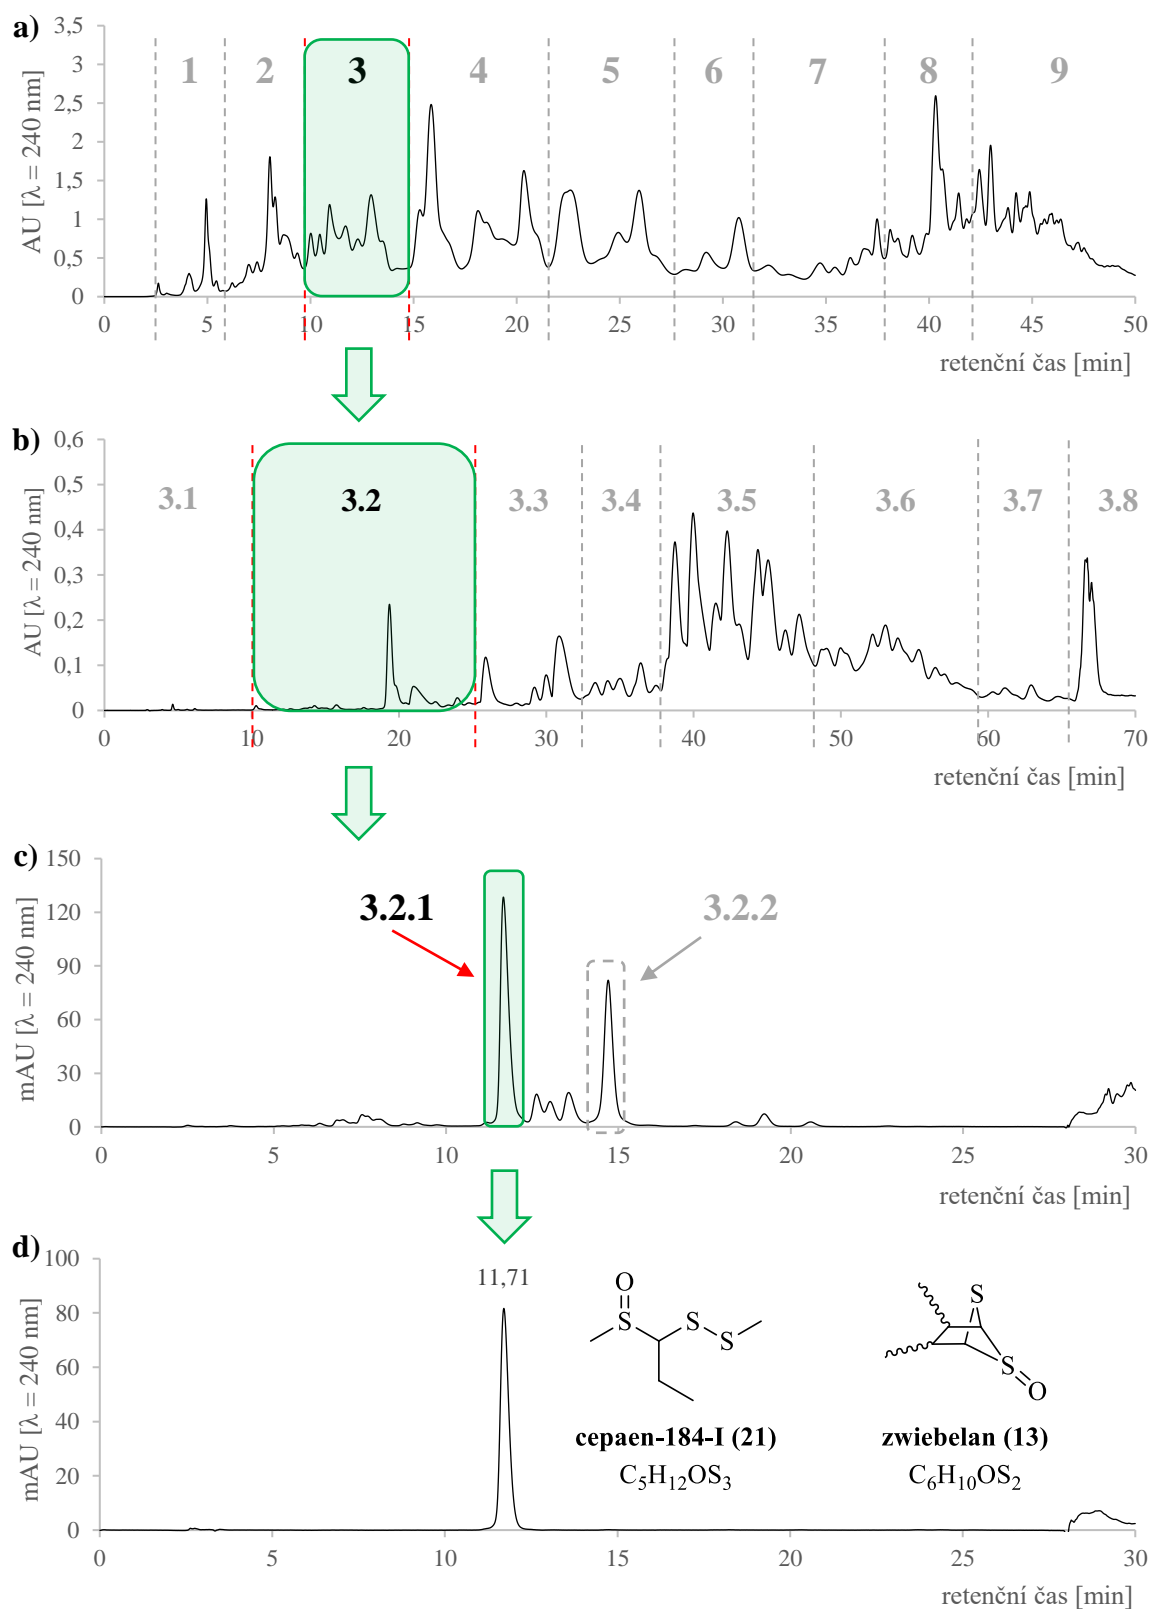 a)
AU [λ = 240 nm]
3,5
3
2,5
2
1,5
1
0,5
0
1 2 3 4 5 6 7 8 9
0 5 10 15 20 25 30 35 40 45 50
retenční čas [min]
b)
AU [λ = 240 nm]
0,6
0,5
0,4
0,3
0,2
0,1
0
3.1 3.2 3.3 3.4 3.5 3.6 3.7 3.8
0 10 20 30 40 50 60 70
retenční čas [min]
c)
mAU [λ = 240 nm]
150
120
90
60
30
0
3.2.1 3.2.2
0 5 10 15 20 25 30
retenční čas [min]
d)
mAU [λ = 240 nm]
100
80
60
40
20
0
11,71
O
S S S
S
S O
cepaen-184-I (21) zwiebelan (13)
C₅H₁₂OS₃ C₆H₁₀OS₂
0 5 10 15 20 25 30
retenční čas [min]